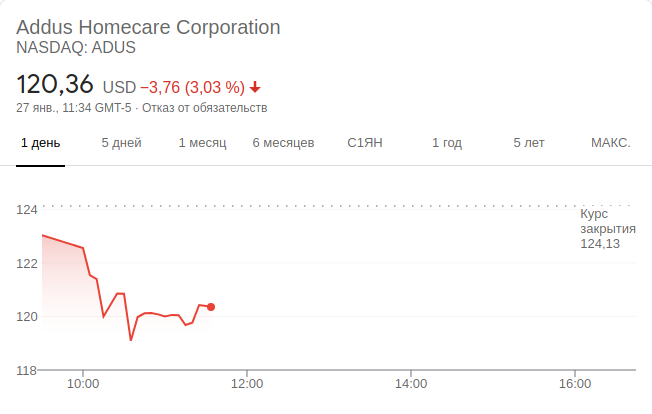 Addus Homecare Corporation
NASDAQ: ADUS
120,36 USD −3,76 (3,03 %)
27 янв., 11:34 GMT-5 · Отказ от обязательств
1 день 5 дней 1 месяц 6 месяцев С1ЯН 1 год 5 лет МАКС.
124
Курс
закрытия
124,13
122
120
118
10:00 12:00 14:00 16:00